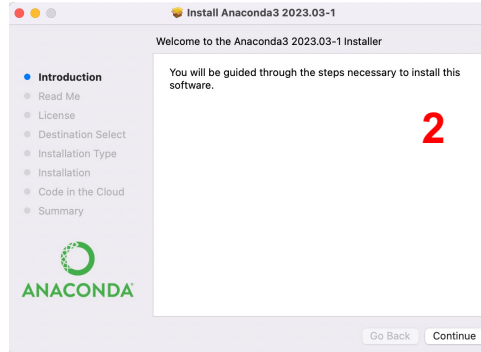 Install Anaconda3 2023.03-1
Welcome to the Anaconda3 2023.03-1 Installer
Introduction
Read Me
License
Destination Select
Installation Type
Installation
Code in the Cloud
Summary
You will be guided through the steps necessary to install this
software.
2
ANACONDA
Go Back
Continue